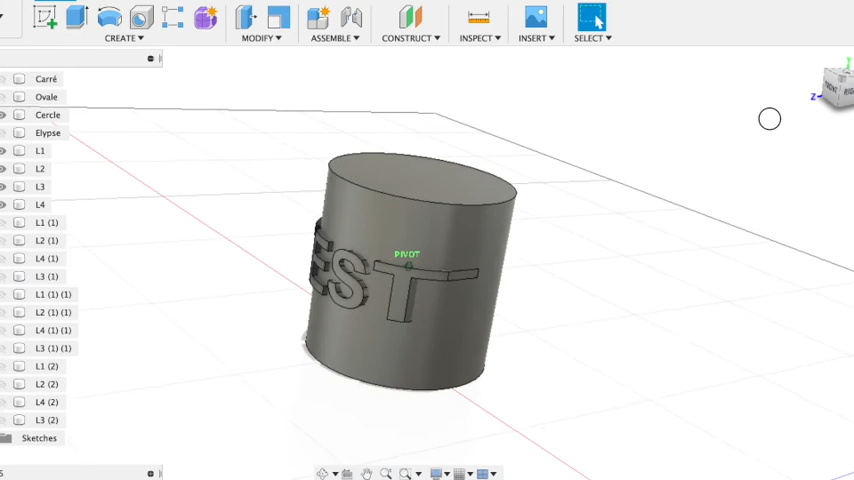 CREATE
MODIFY
ASSEMBLE
CONSTRUCT
INSPECT
INSERT
SELECT
Carré
Ovale
Cercle
Elypse
L1
L2
L3
L4
L1 (1)
L2 (1)
L4 (1)
L3 (1)
L1 (1) (1)
L2 (1) (1)
L4 (1) (1)
L3 (1) (1)
L1 (2)
L2 (2)
L4 (2)
L3 (2)
Sketches
PIVOT
EST
Y
Z
FRONT